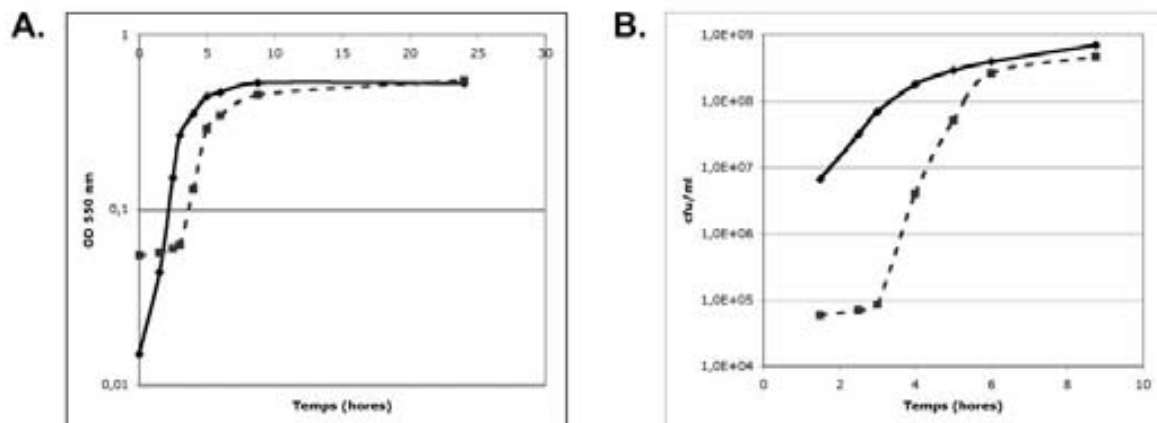 A.
1
0 5 10 15 20 25 30
0,1
0,01
OD 550 nm
Temps (hores)
B.
1,0E+09
1,0E+08
1,0E+07
1,0E+06
1,0E+05
1,0E+04
cfu/ml
0 2 4 6 8 10
Temps (hores)